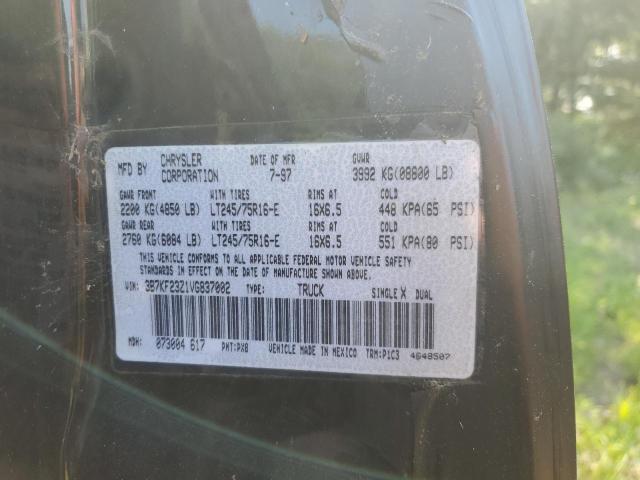 MFD BY CHRYSLER CORPORATION DATE OF MFR 7-97 GVWR 3992 KG(08800 LB)
GAWR FRONT WITH TIRES RIMS AT COLD
2200 KG(4850 LB) LT245/75R16-E 16X6.5 448 KPA(65 PSI)
GAWR REAR WITH TIRES RIMS AT COLD
2760 KG(6084 LB) LT245/75R16-E 16X6.5 551 KPA(80 PSI)
THIS VEHICLE CONFORMS TO ALL APPLICABLE FEDERAL MOTOR VEHICLE SAFETY
STANDARDS IN EFFECT ON THE DATE OF MANUFACTURE SHOWN ABOVE
VIN: 3B7KF23Z1VG837002 TYPE: TRUCK SINGLE X DUAL
MDH: 073004 617 PNT:PX8 VEHICLE MADE IN MEXICO TRM:P1C3 4648507